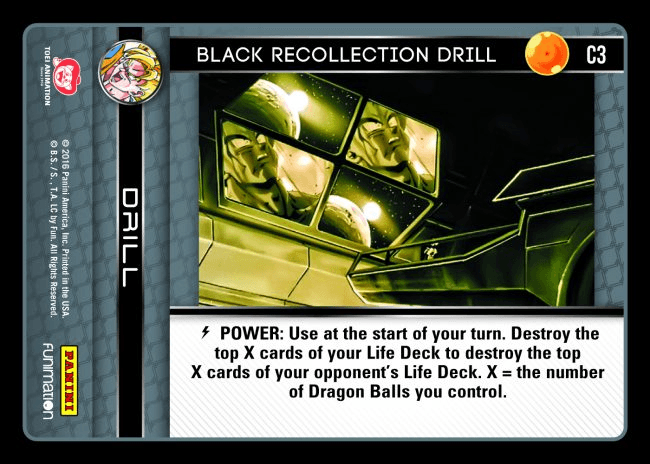 BLACK RECOLLECTION DRILL
C3
DRILL
POWER: Use at the start of your turn. Destroy the
top X cards of your Life Deck to destroy the top
X cards of your opponent's Life Deck. X = the number
of Dragon Balls you control.
TOEI ANIMATION
© 2016 Panini America, Inc. Printed in the USA.
© B.S. / S., T.A. LC by Fun. All Rights Reserved.
PANINI
FUNIMATION